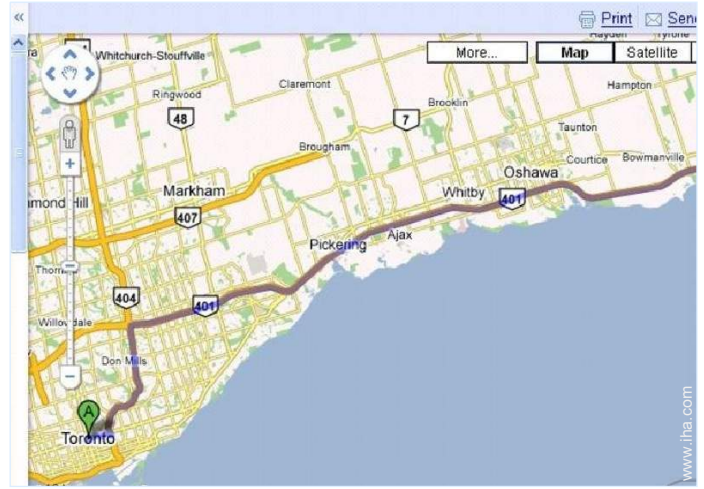 «
Print
Sen
Hayden
Tyrone
ra
Whitchurch-Stouffville
More...
Map
Satellite
Claremont
Hampton
Ringwood
Brooklin
48
7
Taunton
Brougham
Courtice
Bowmanville
Oshawa
Markham
Whitby
401
mond Hill
407
Ajax
Pickering
Thorn
404
401
Willowdale
Don Mills
A
Toronto
www.iha.com